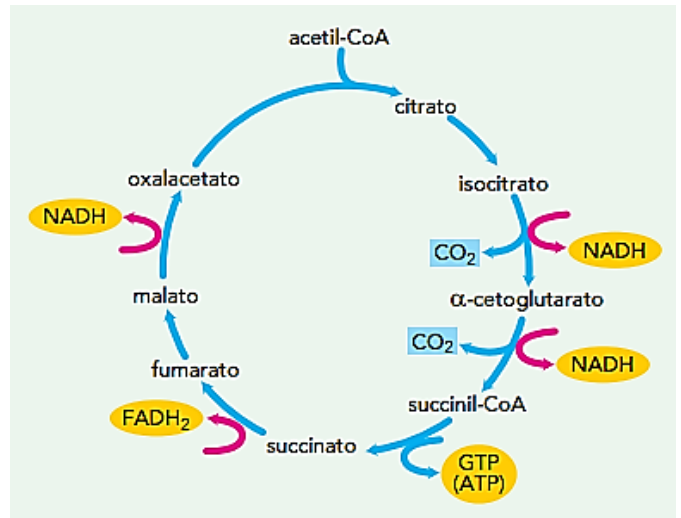 acetil-CoA
citrato
isocitrato
NADH
CO₂
α-cetoglutarato
NADH
CO₂
succinil-CoA
GTP
(ATP)
succinato
FADH₂
fumarato
malato
NADH
oxalacetato